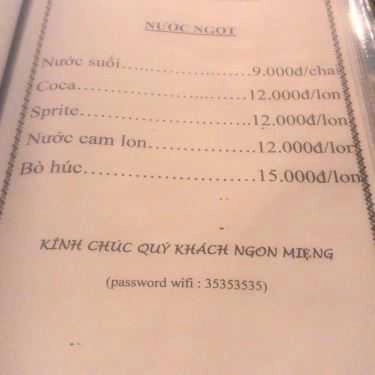 NƯỚC NGỌT
Nước suối........................9.000đ/chai
Coca..............................12.000đ/lon
Sprite............................12.000đ/lon
Nước cam lon.................12.000đ/lon
Bò húc...........................15.000đ/lon
KÍNH CHÚC QUÝ KHÁCH NGON MIỆNG
(password wifi : 35353535)